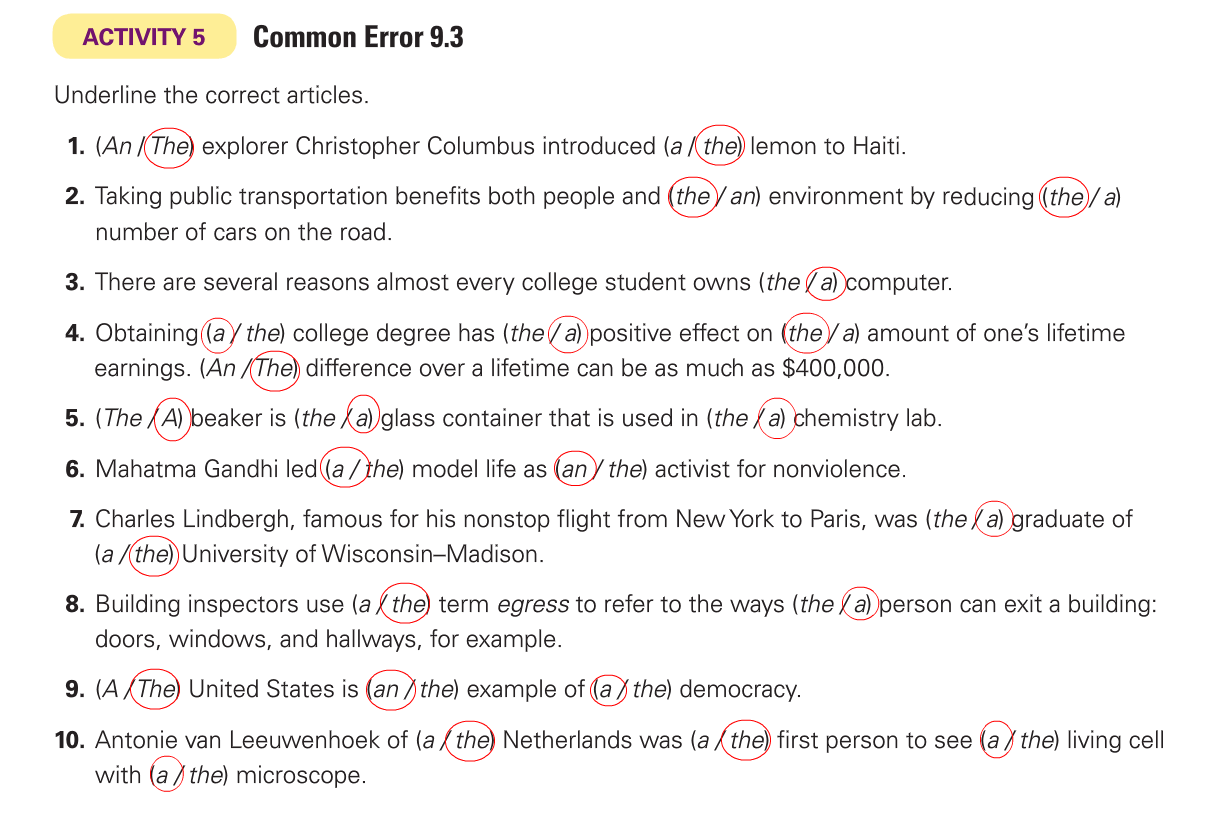 ACTIVITY 5 Common Error 9.3
Underline the correct articles.
1. (An / The) explorer Christopher Columbus introduced (a / the) lemon to Haiti.
2. Taking public transportation benefits both people and (the / an) environment by reducing (the / a)
number of cars on the road.
3. There are several reasons almost every college student owns (the / a) computer.
4. Obtaining (a / the) college degree has (the / a) positive effect on (the / a) amount of one’s lifetime
earnings. (An / The) difference over a lifetime can be as much as $400,000.
5. (The / A) beaker is (the / a) glass container that is used in (the / a) chemistry lab.
6. Mahatma Gandhi led (a / the) model life as (an / the) activist for nonviolence.
7. Charles Lindbergh, famous for his nonstop flight from New York to Paris, was (the / a) graduate of
(a / the) University of Wisconsin–Madison.
8. Building inspectors use (a / the) term egress to refer to the ways (the / a) person can exit a building:
doors, windows, and hallways, for example.
9. (A / The) United States is (an / the) example of (a / the) democracy.
10. Antonie van Leeuwenhoek of (a / the) Netherlands was (a / the) first person to see (a / the) living cell
with (a / the) microscope.